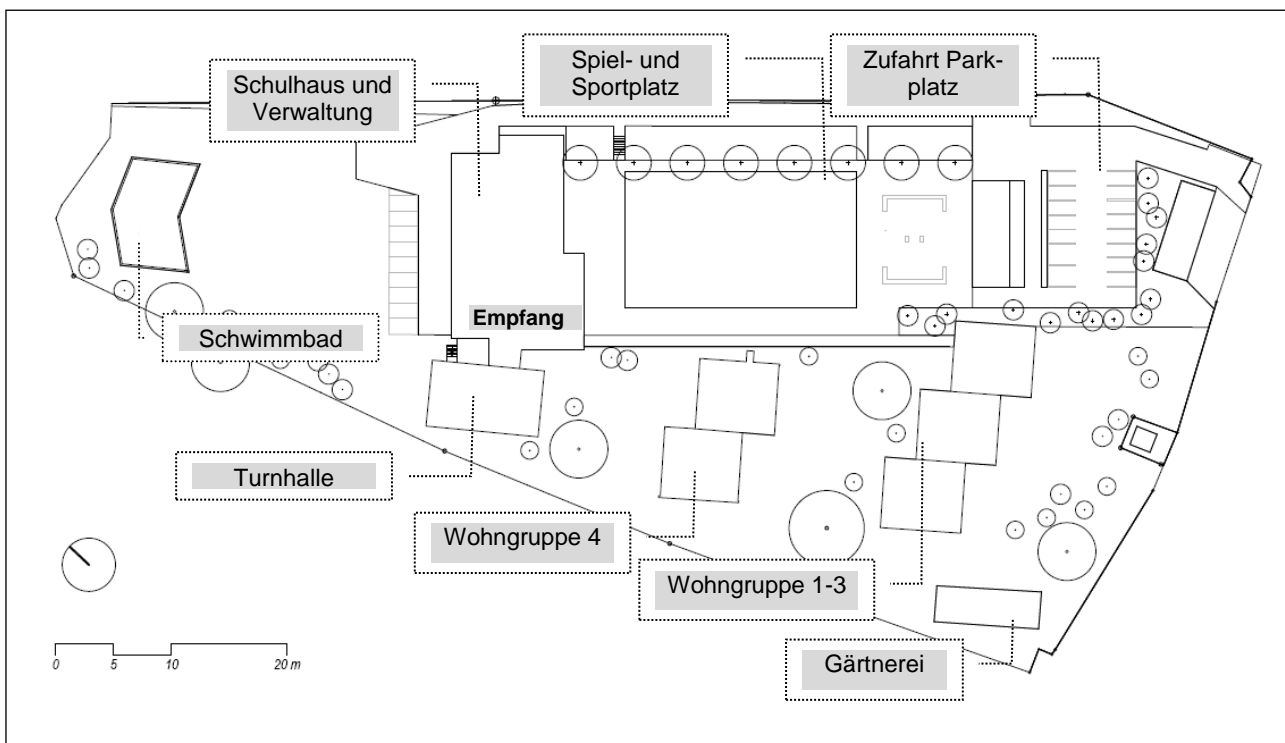 Schulhaus und
Verwaltung
Spiel- und
Sportplatz
Zufahrt Park-
platz
Empfang
Schwimmbad
Turnhalle
Wohngruppe 4
Wohngruppe 1-3
Gärtnerei
0 5 10 20 m